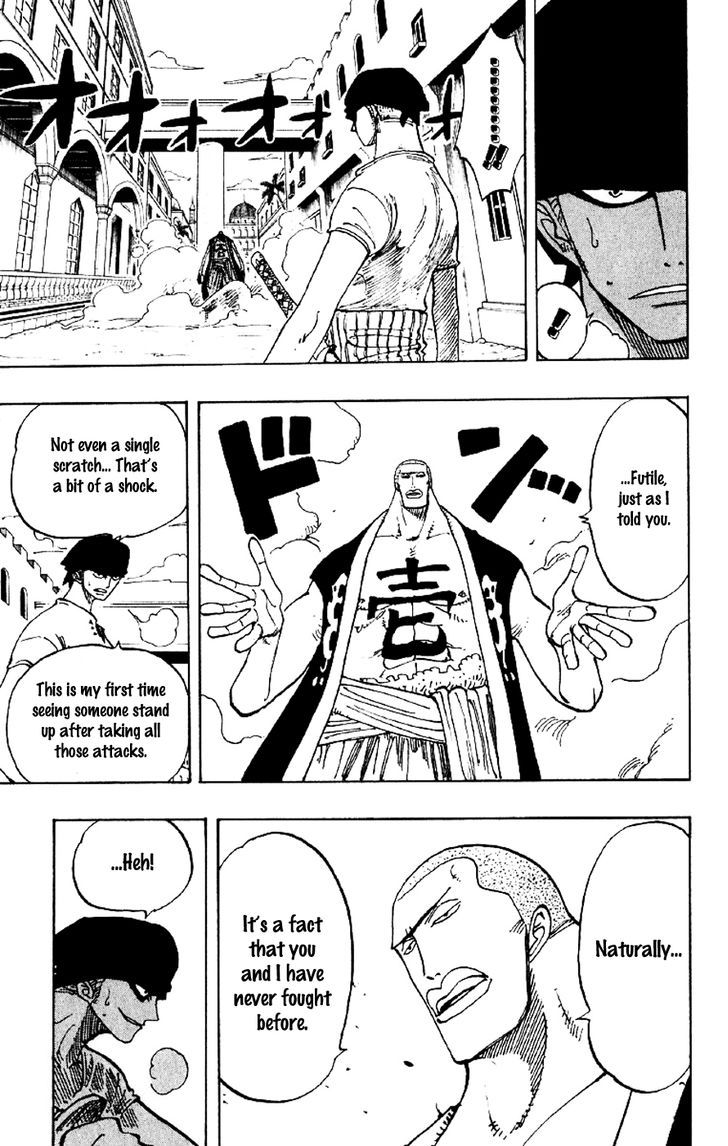 ………!!
…!!
オオオオオ
ドン
…Futile,
just as I
told you.
Not even a single
scratch... That's
a bit of a shock.
This is my first time
seeing someone stand
up after taking all
those attacks.
壱
Naturally...
It's a fact
that you
and I have
never fought
before.
...Heh!